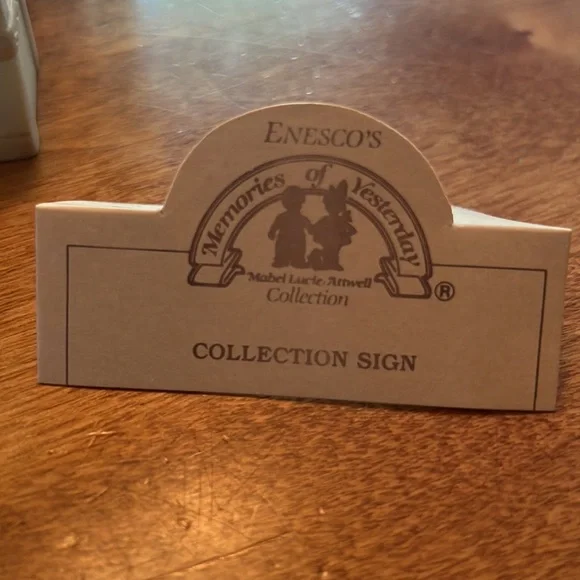 ENESCO'S
Memories of Yesterday
Mabel Lucie Attwell
Collection
®
COLLECTION SIGN